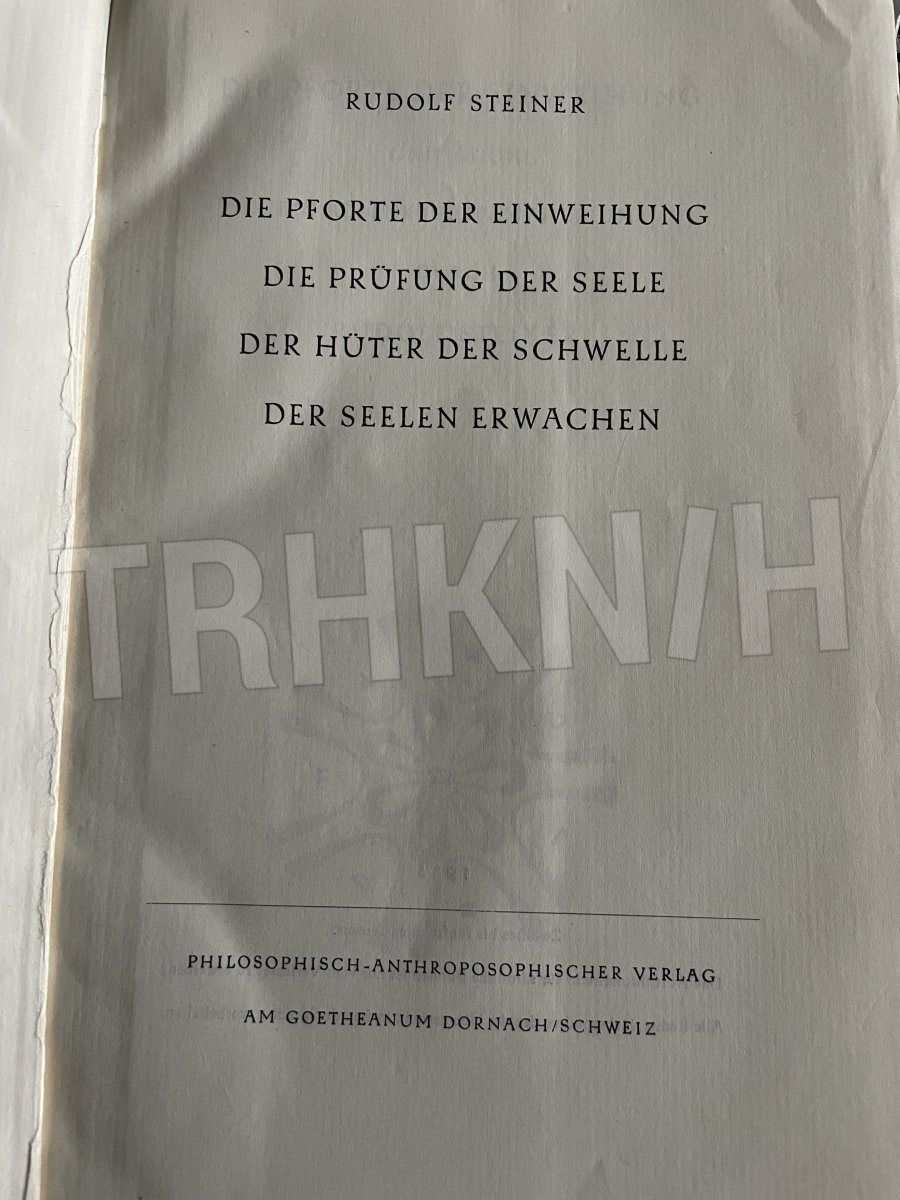 RUDOLF STEINER
DIE PFORTE DER EINWEIHUNG
DIE PRÜFUNG DER SEELE
DER HÜTER DER SCHWELLE
DER SEELEN ERWACHEN
TRHKN/H
PHILOSOPHISCH-ANTHROPOSOPHISCHER VERLAG
AM GOETHEANUM DORNACH/SCHWEIZ